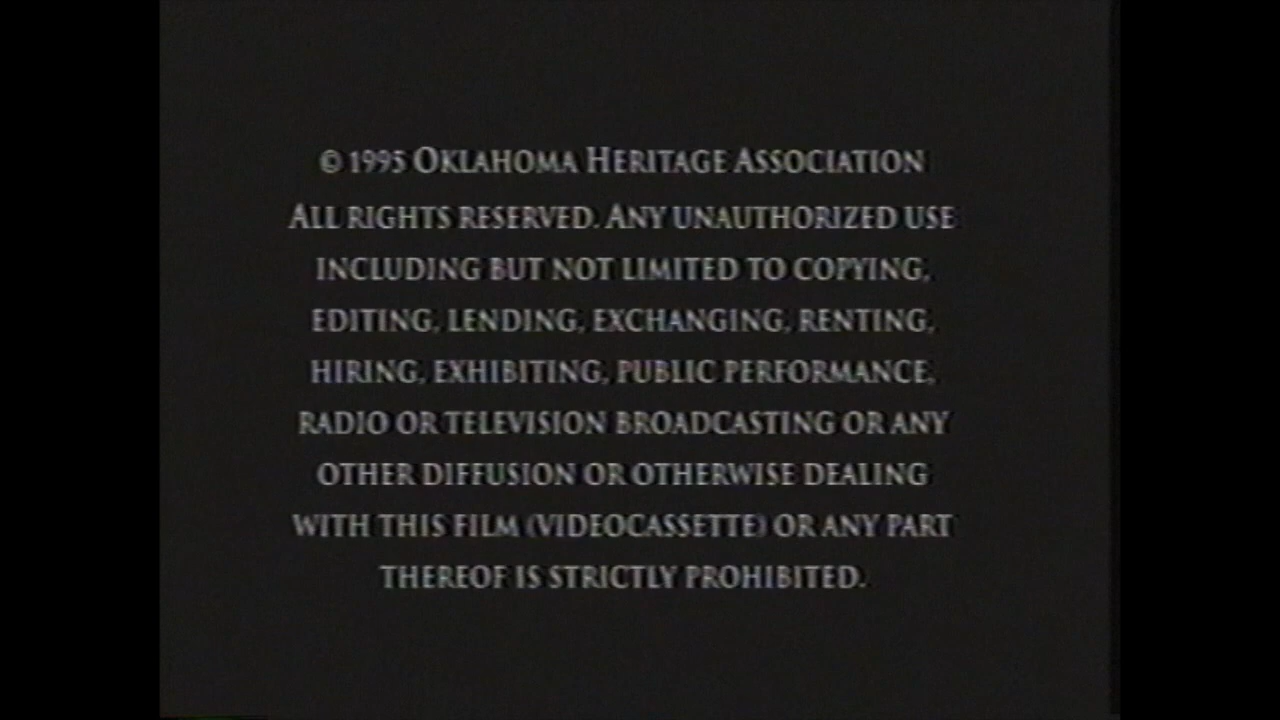 © 1995 OKLAHOMA HERITAGE ASSOCIATION
ALL RIGHTS RESERVED. ANY UNAUTHORIZED USE
INCLUDING BUT NOT LIMITED TO COPYING,
EDITING, LENDING, EXCHANGING, RENTING,
HIRING, EXHIBITING, PUBLIC PERFORMANCE,
RADIO OR TELEVISION BROADCASTING OR ANY
OTHER DIFFUSION OR OTHERWISE DEALING
WITH THIS FILM (VIDEOCASSETTE) OR ANY PART
THEREOF IS STRICTLY PROHIBITED.